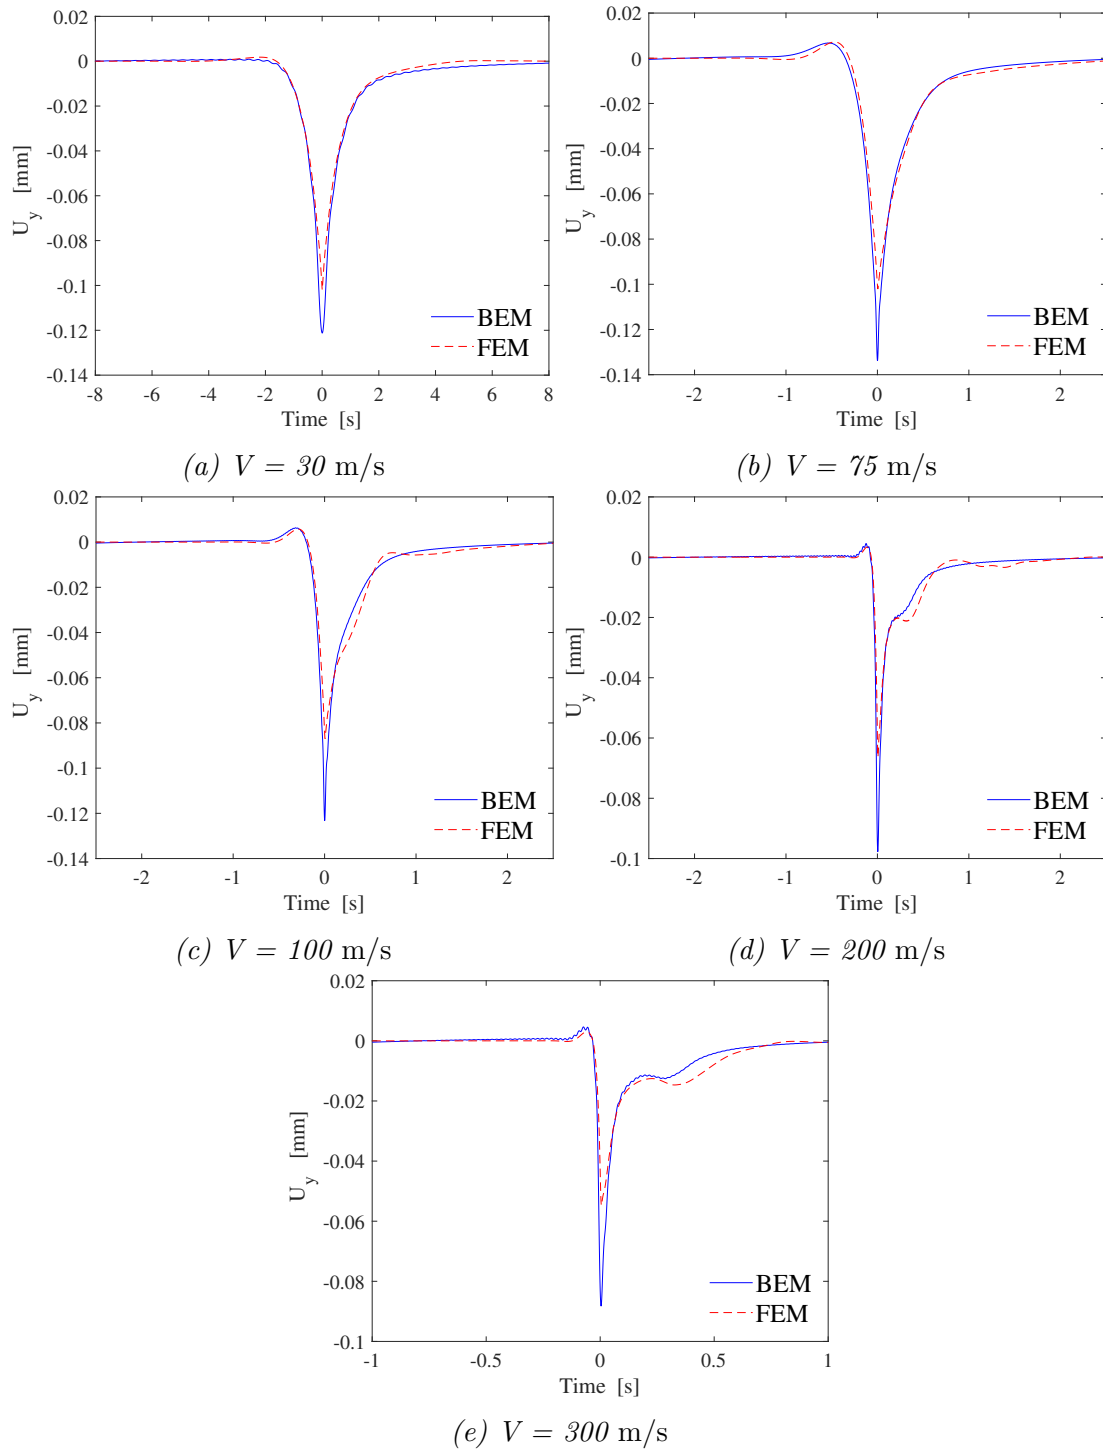 0.02
0
-0.02
-0.04
-0.06
-0.08
-0.1
-0.12
-0.14
U_y [mm]
BEM
FEM
-8 -6 -4 -2 0 2 4 6 8
Time [s]
(a) V = 30 m/s
0.02
0
-0.02
-0.04
-0.06
-0.08
-0.1
-0.12
-0.14
U_y [mm]
BEM
FEM
-2 -1 0 1 2
Time [s]
(b) V = 75 m/s
0.02
0
-0.02
-0.04
-0.06
-0.08
-0.1
-0.12
-0.14
U_y [mm]
BEM
FEM
-2 -1 0 1 2
Time [s]
(c) V = 100 m/s
0.02
0
-0.02
-0.04
-0.06
-0.08
-0.1
U_y [mm]
BEM
FEM
-2 -1 0 1 2
Time [s]
(d) V = 200 m/s
0.02
0
-0.02
-0.04
-0.06
-0.08
-0.1
U_y [mm]
BEM
FEM
-1 -0.5 0 0.5 1
Time [s]
(e) V = 300 m/s